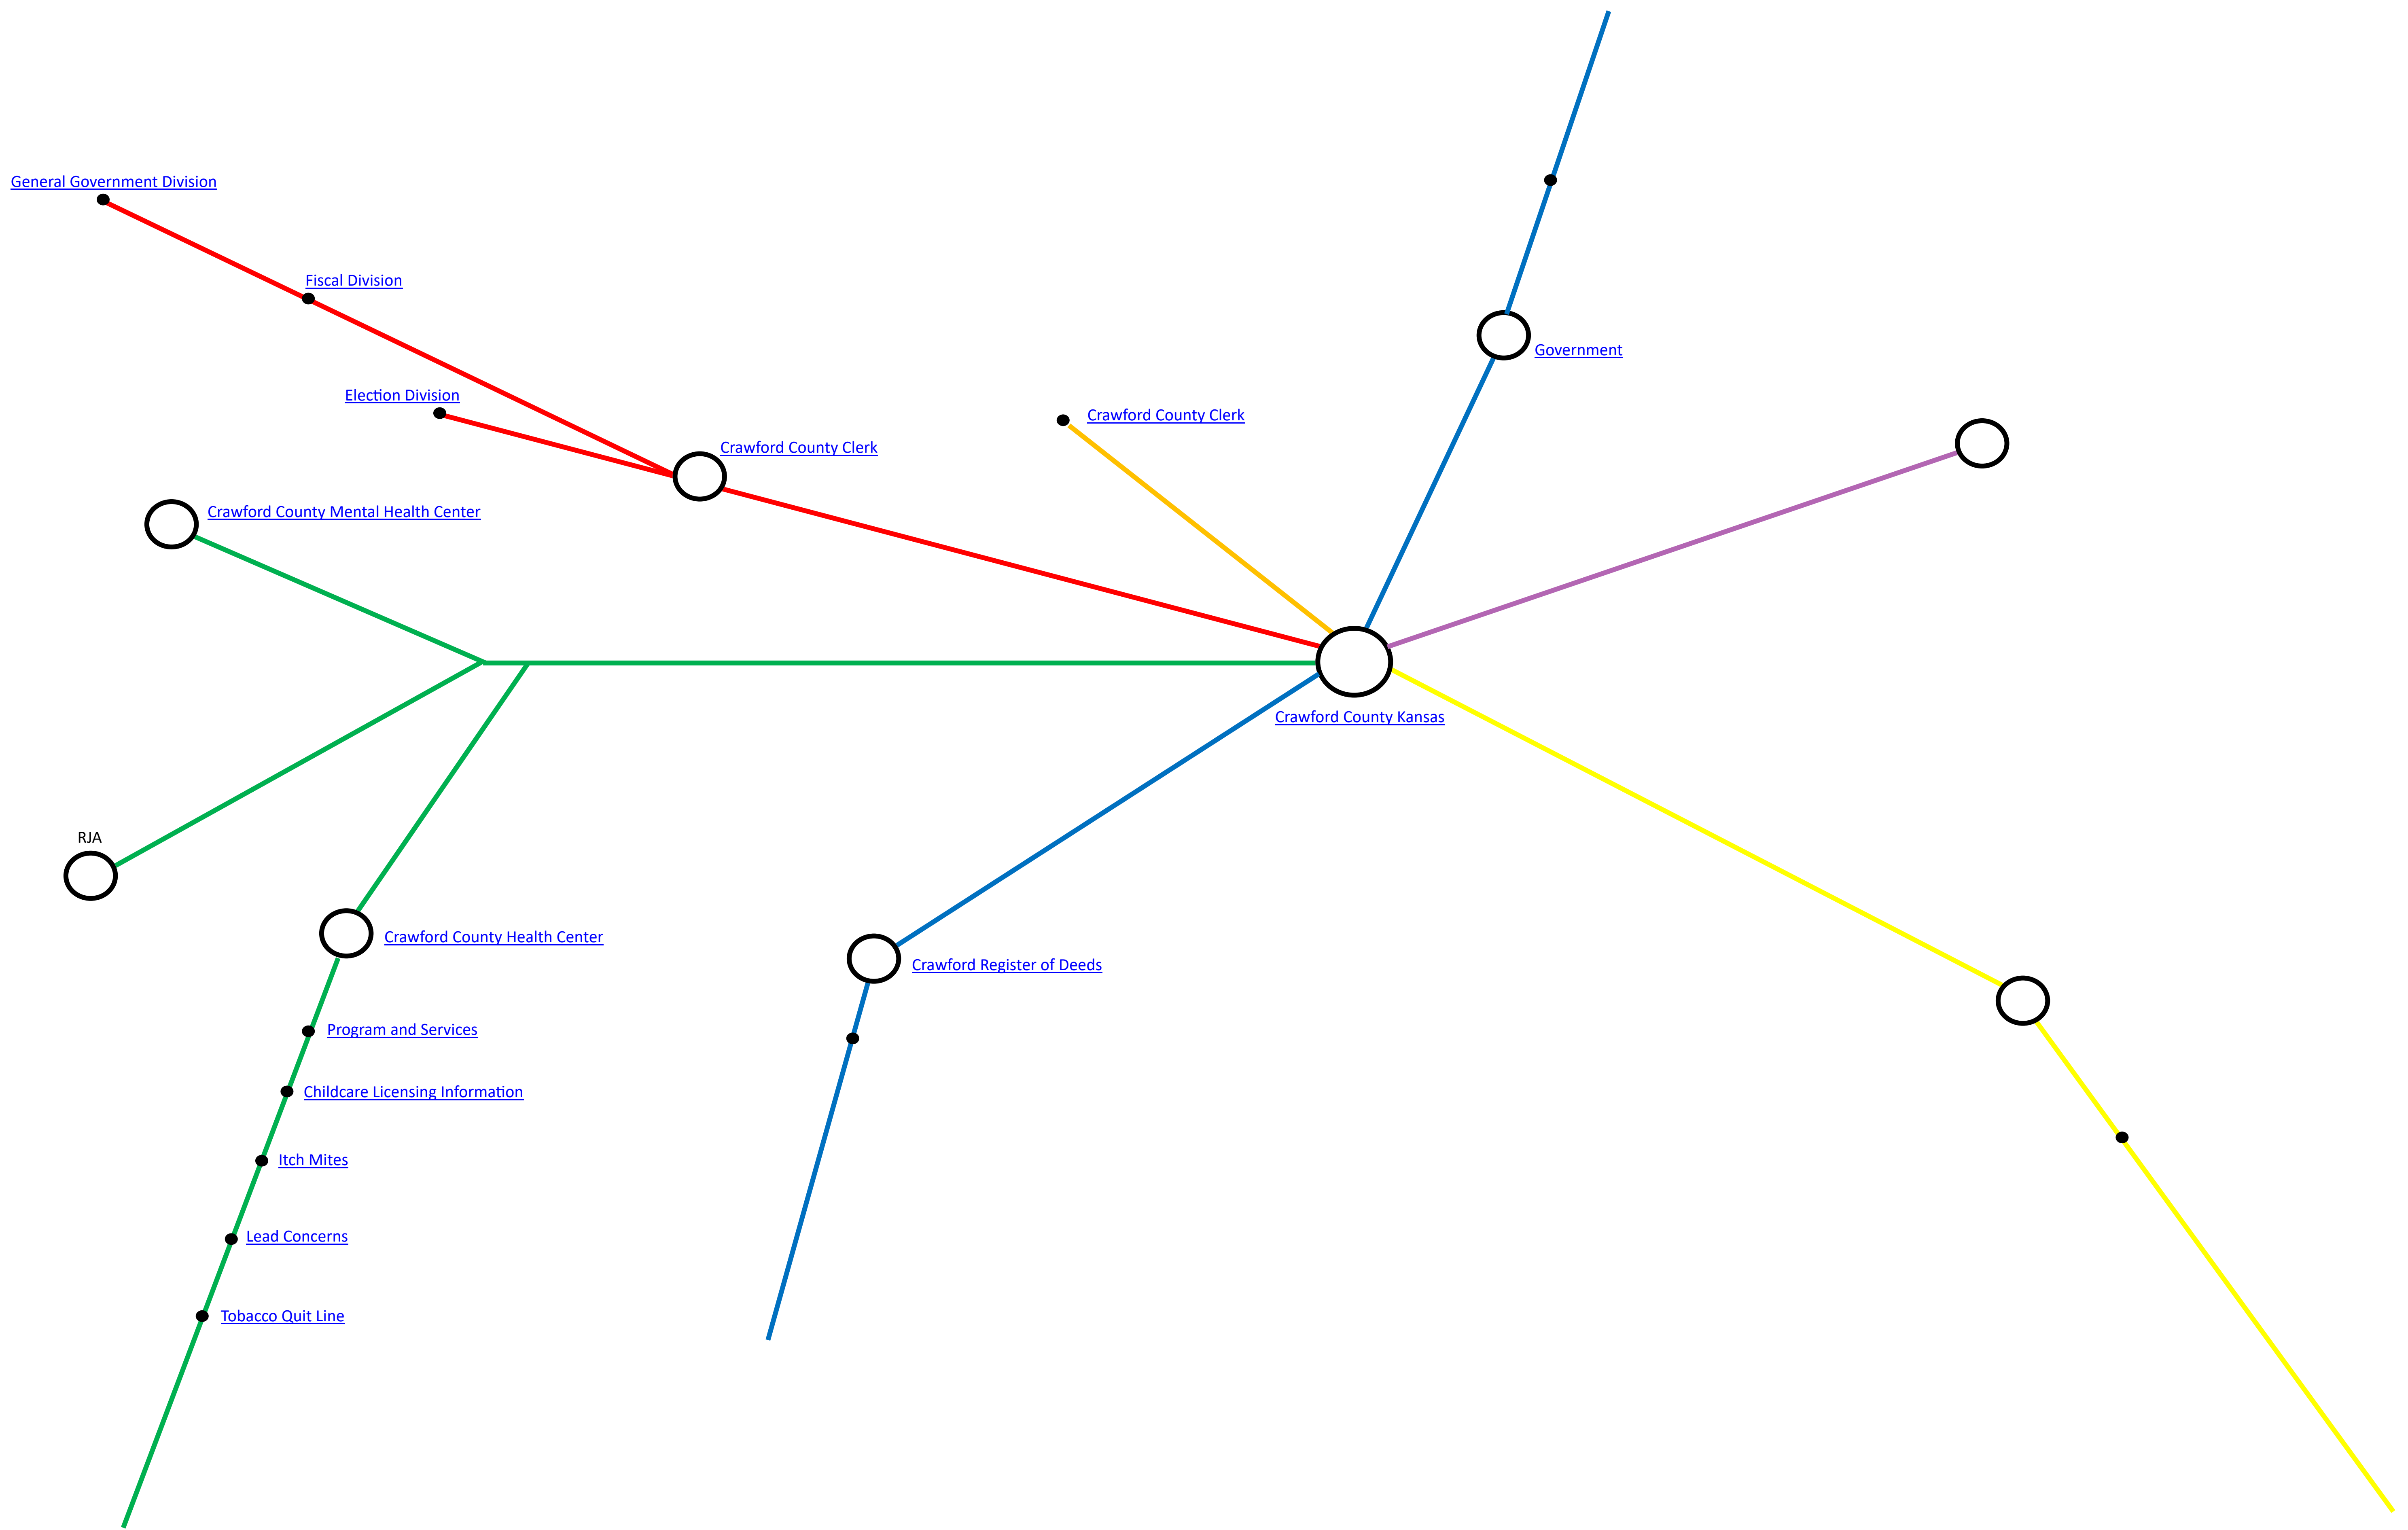 General Government Division
Fiscal Division
Government
Election Division
Crawford County Clerk
Crawford County Clerk
Crawford County Mental Health Center
Crawford County Kansas
RJA
Crawford County Health Center
Crawford Register of Deeds
Program and Services
Childcare Licensing Information
Itch Mites
Lead Concerns
Tobacco Quit Line